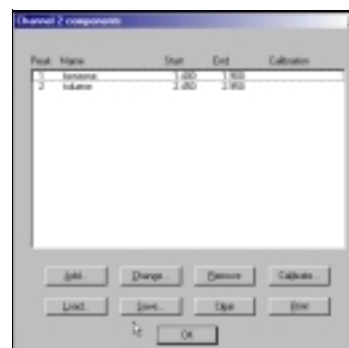 Channel 2 components
Peak Name Start End Calibration
1 benzene 1.400 1.900
2 toluene 2.450 2.950
Add... Change... Remove Calibrate...
Load... Save... Clear Print
OK